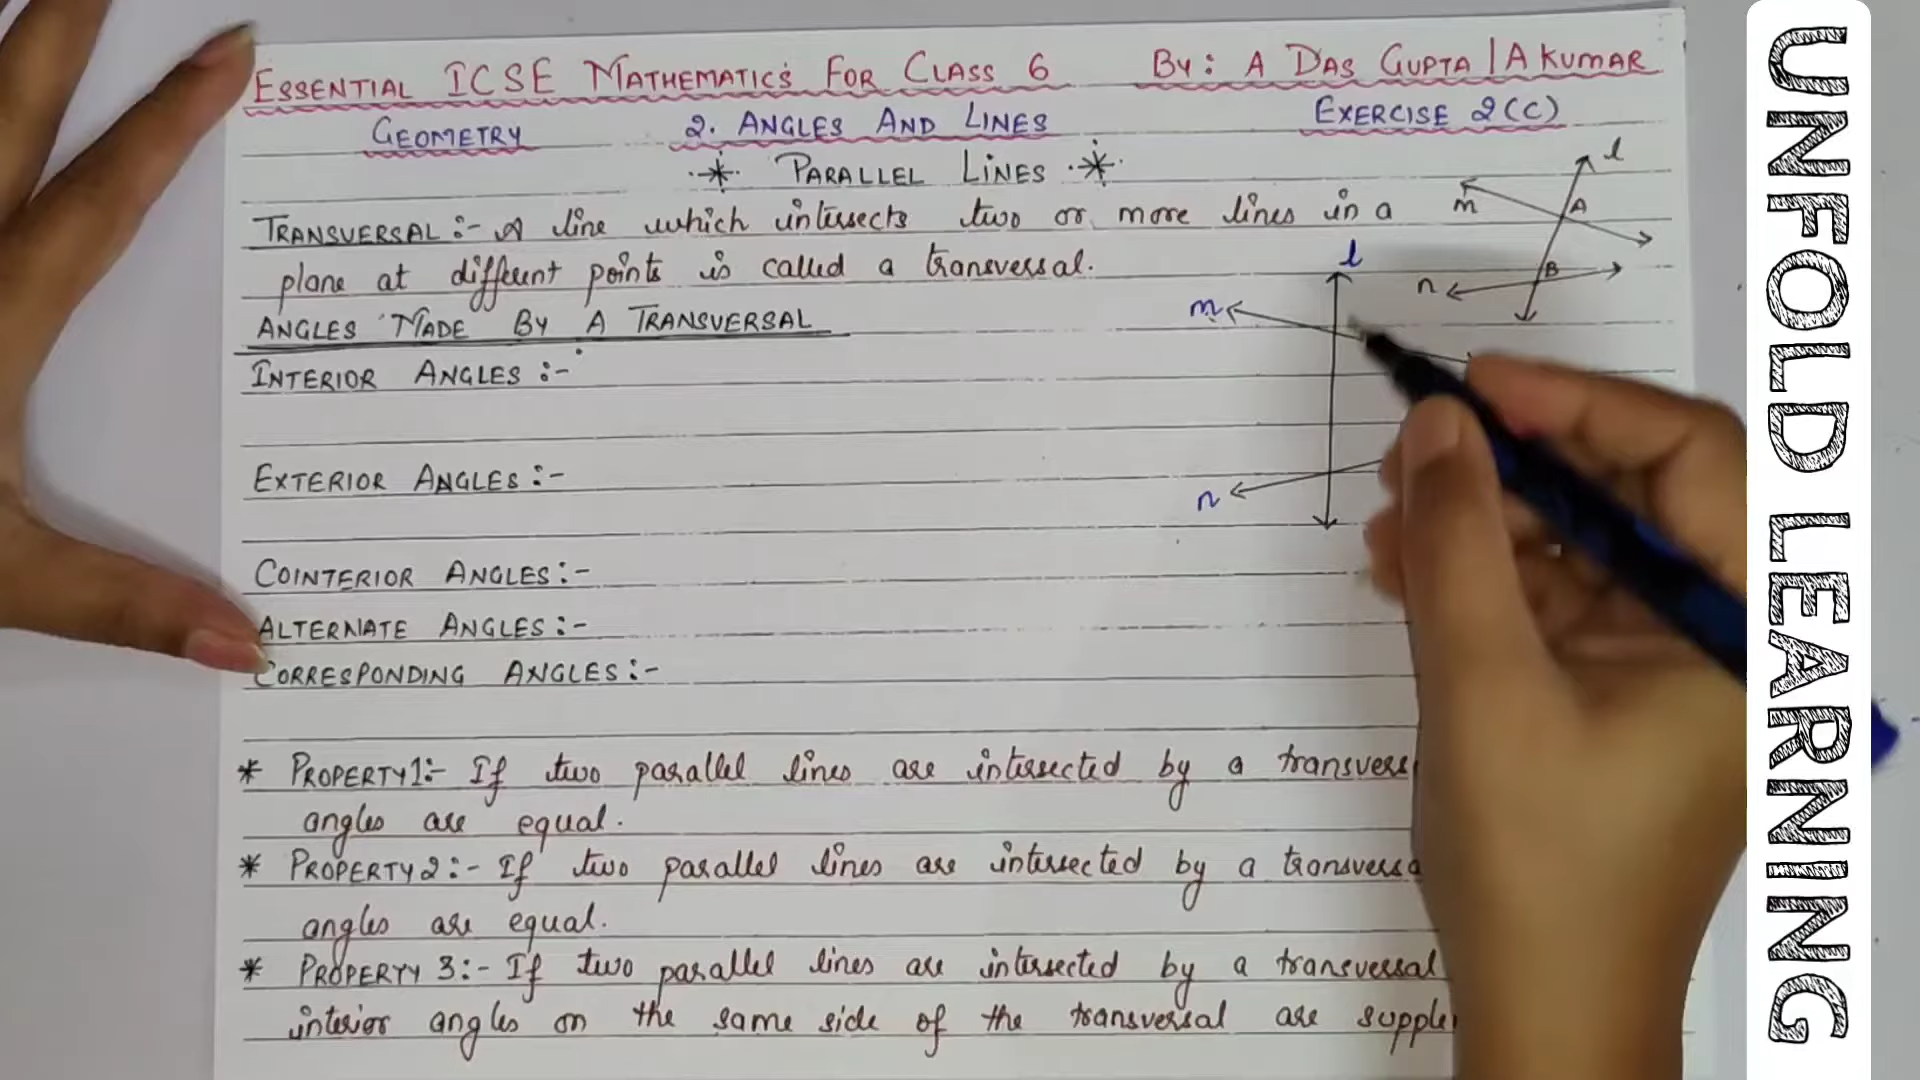 ESSENTIAL ICSE MATHEMATICS FOR CLASS 6 BY: A DAS GUPTA | A KUMAR
GEOMETRY 2. ANGLES AND LINES EXERCISE 2(C)
* PARALLEL LINES *
TRANSVERSAL :- A line which intersects two or more lines in a
plane at different points is called a transversal.
ANGLES MADE BY A TRANSVERSAL
INTERIOR ANGLES :-
EXTERIOR ANGLES :-
COINTERIOR ANGLES :-
ALTERNATE ANGLES :-
CORRESPONDING ANGLES :-
* PROPERTY 1:- If two parallel lines are intersected by a transvers
angles are equal.
* PROPERTY 2:- If two parallel lines are intersected by a transversa
angles are equal.
* PROPERTY 3:- If two parallel lines are intersected by a transversal
interior angles on the same side of the transversal are supple
l
m
A
B
n
l
m
n
UNFOLD LEARNING